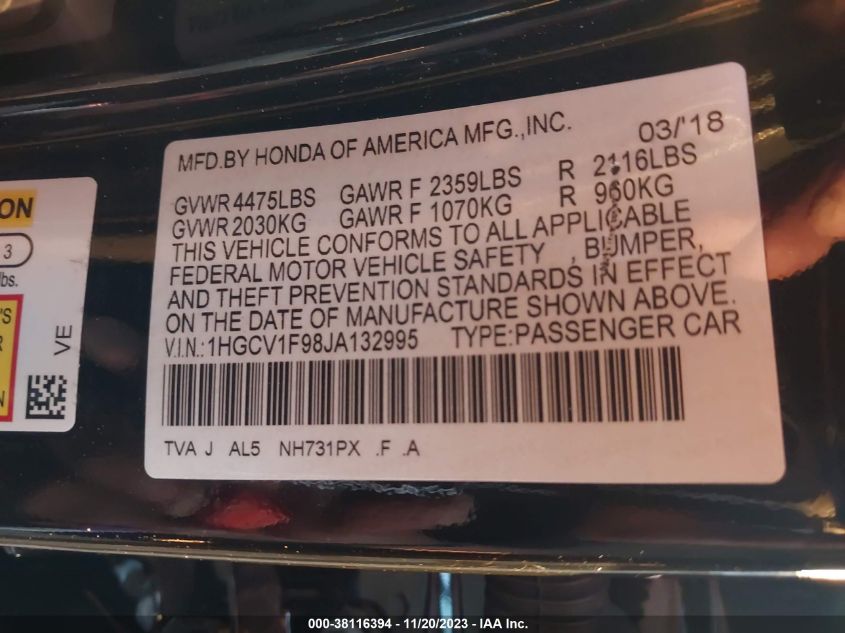 MFD.BY HONDA OF AMERICA MFG.,INC. 03/'18
GVWR 4475LBS GAWR F 2359LBS R 2116LBS
GVWR 2030KG GAWR F 1070KG R 960KG
THIS VEHICLE CONFORMS TO ALL APPLICABLE
FEDERAL MOTOR VEHICLE SAFETY , BUMPER,
AND THEFT PREVENTION STANDARDS IN EFFECT
ON THE DATE OF MANUFACTURE SHOWN ABOVE.
V.I.N.:1HGCV1F98JA132995 TYPE:PASSENGER CAR
TVA J AL5 NH731PX .F .A
ON
3
lbs.
'S
R
N
VE
000-38116394 - 11/20/2023 - IAA Inc.